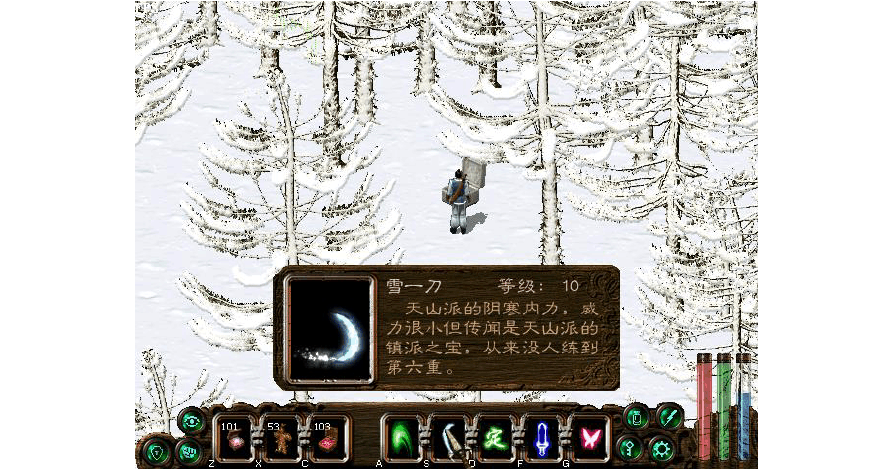 雪一刀 等级： 10
天山派的阴寒内力，威
力很小但传闻是天山派的
镇派之宝，从来没人练到
第六重。
101 53 103
Z X C A S D F G